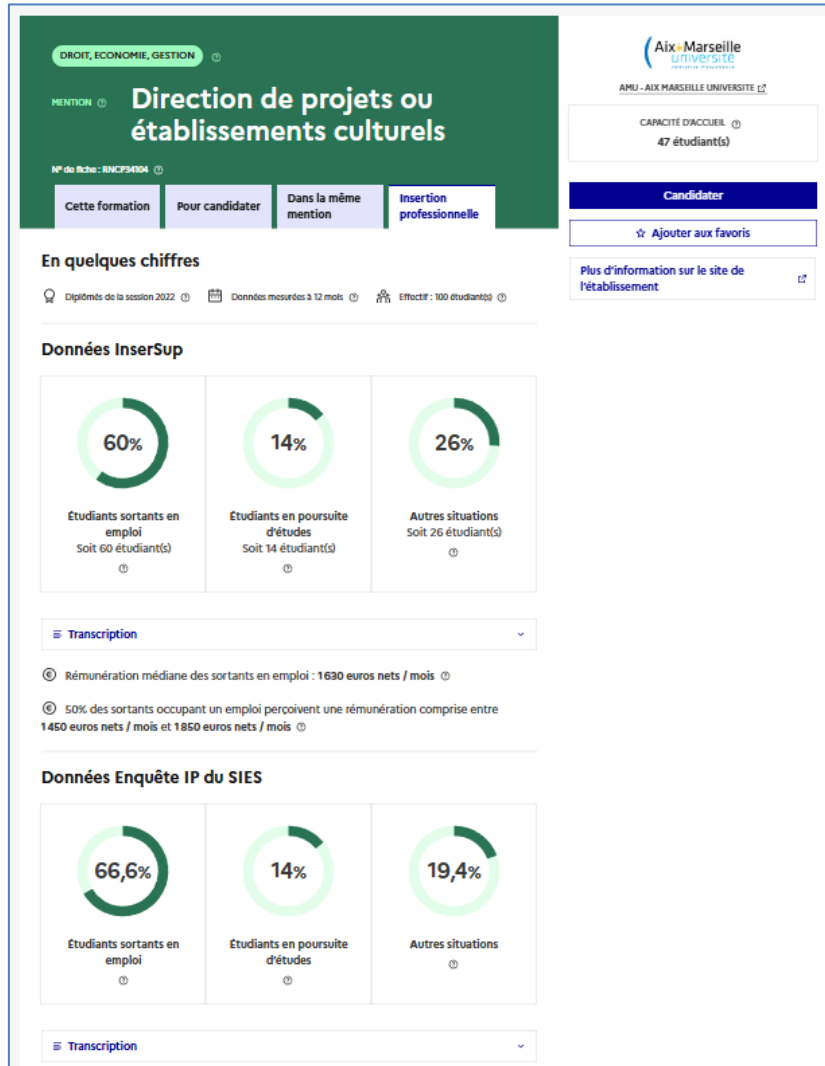 DROIT, ECONOMIE, GESTION
MENTION
Direction de projets ou
établissements culturels
N° de fiche : RNCP34104
Cette formation
Pour candidater
Dans la même
mention
Insertion
professionnelle
Aix*Marseille
université
AMU - AIX MARSEILLE UNIVERSITE
CAPACITÉ D'ACCUEIL
47 étudiant(s)
Candidater
Ajouter aux favoris
Plus d'information sur le site de
l'établissement
En quelques chiffres
Diplômés de la session 2022 Données mesurées à 12 mois Effectif : 100 étudiant(s)
Données InserSup
60%
Étudiants sortants en
emploi
Soit 60 étudiant(s)
14%
Étudiants en poursuite
d'études
Soit 14 étudiant(s)
26%
Autres situations
Soit 26 étudiant(s)
Transcription
Rémunération médiane des sortants en emploi : 1 630 euros nets / mois
50% des sortants occupant un emploi perçoivent une rémunération comprise entre
1 450 euros nets / mois et 1 850 euros nets / mois
Données Enquête IP du SIES
66,6%
Étudiants sortants en
emploi
14%
Étudiants en poursuite
d'études
19,4%
Autres situations
Transcription